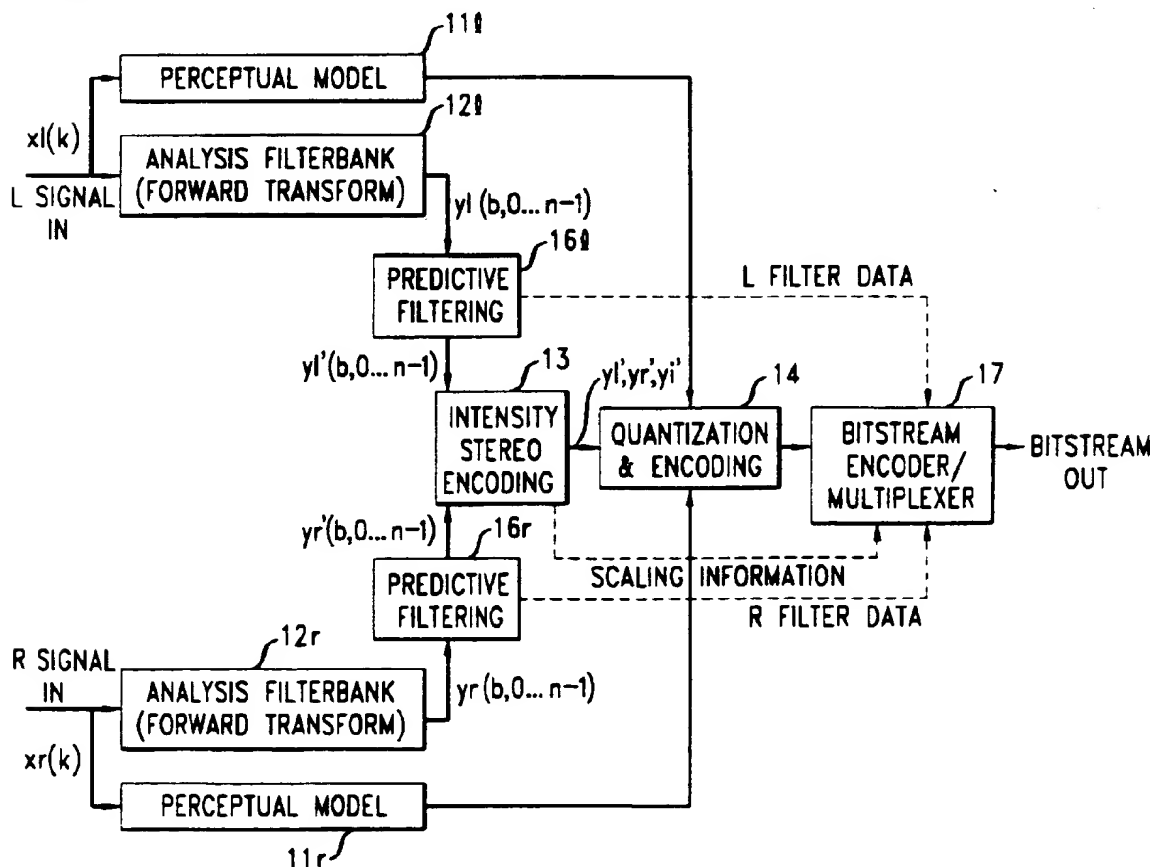 11ℓ
PERCEPTUAL MODEL
12ℓ
xl(k)
ANALYSIS FILTERBANK
(FORWARD TRANSFORM)
L SIGNAL
IN
yl (b,0... n-1)
16ℓ
PREDICTIVE
FILTERING
L FILTER DATA
yl'(b,0... n-1)
13
yl',yr',yi'
14
17
INTENSITY
STEREO
ENCODING
QUANTIZATION
& ENCODING
BITSTREAM
ENCODER/
MULTIPLEXER
BITSTREAM
OUT
yr'(b,0... n-1)
16r
PREDICTIVE
FILTERING
SCALING INFORMATION
R FILTER DATA
12r
R SIGNAL
IN
ANALYSIS FILTERBANK
(FORWARD TRANSFORM)
yr (b,0... n-1)
xr(k)
PERCEPTUAL MODEL
11r